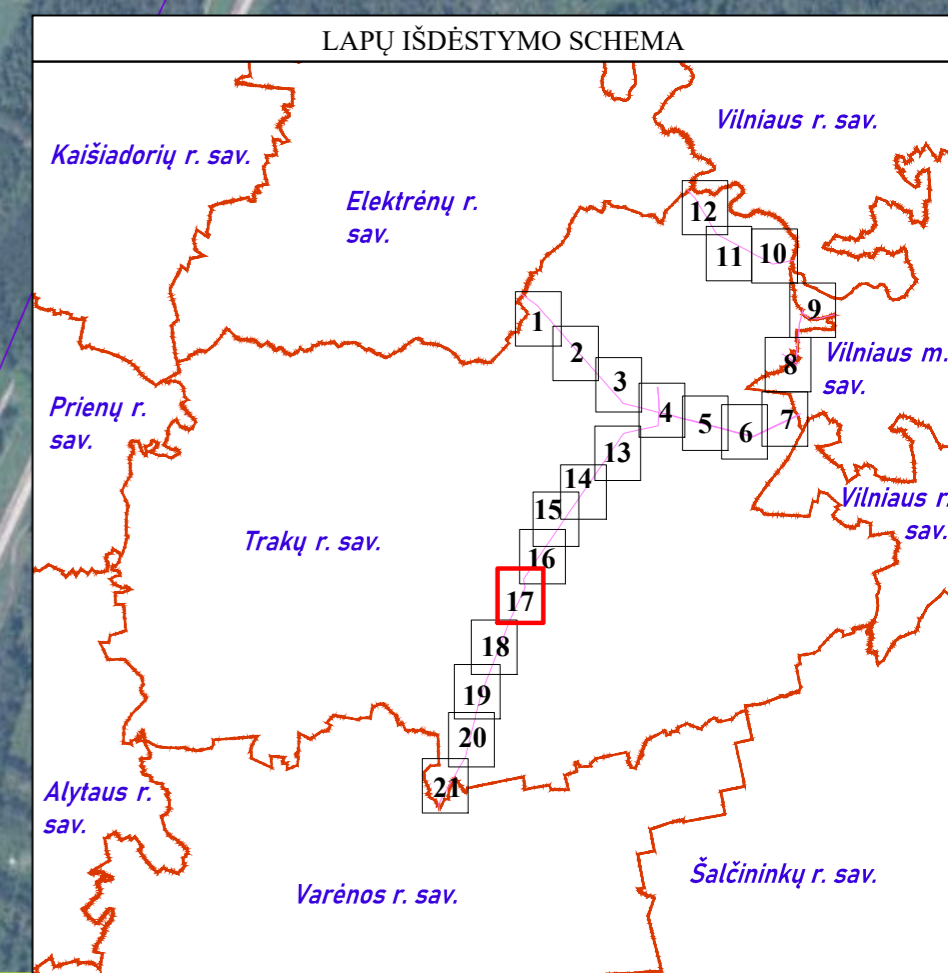 LAPŲ IŠDĖSTYMO SCHEMA
Vilniaus r. sav.
Kaišiadorių r. sav.
Elektrėnų r.
sav.
12
11
10
1
9
2
Vilniaus m.
sav.
8
3
Prienų r.
sav.
4
5
6
7
13
14
15
Vilniaus r.
sav.
Trakų r. sav.
16
17
18
19
20
21
Alytaus r.
sav.
Varėnos r. sav.
Šalčininkų r. sav.